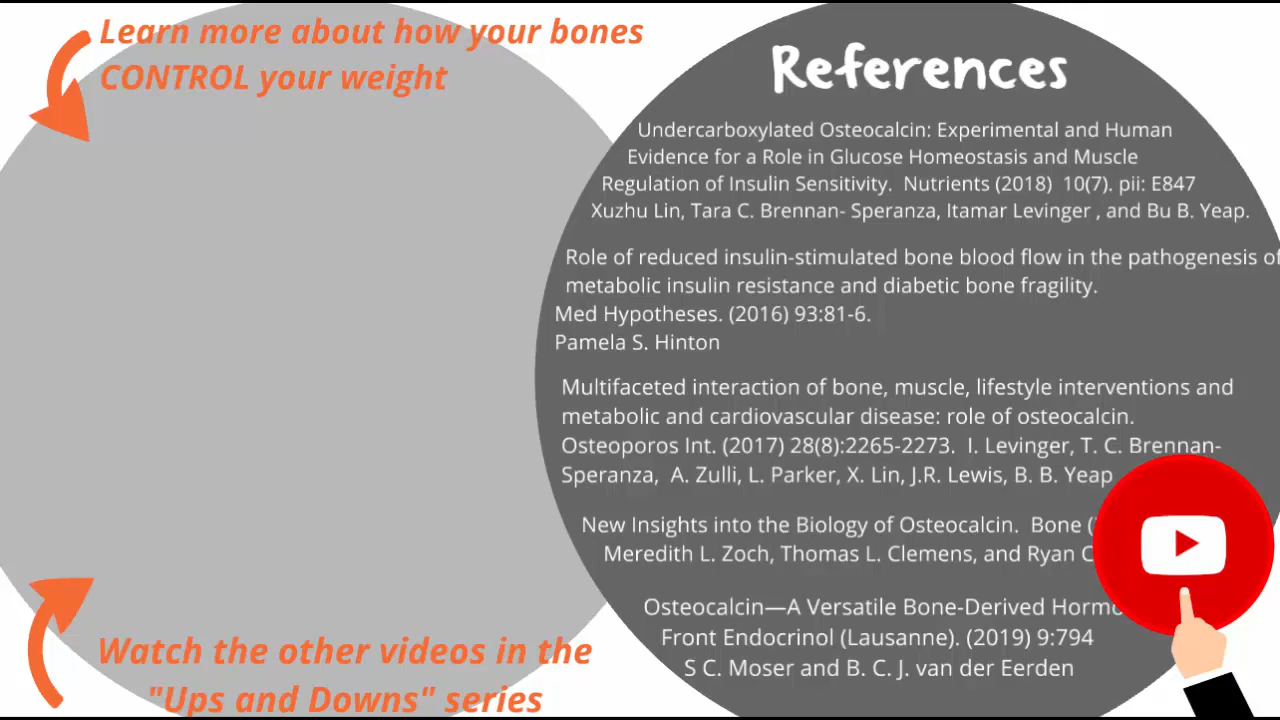 Learn more about how your bones
CONTROL your weight
References
Undercarboxylated Osteocalcin: Experimental and Human
Evidence for a Role in Glucose Homeostasis and Muscle
Regulation of Insulin Sensitivity. Nutrients (2018) 10(7). pii: E847
Xuzhu Lin, Tara C. Brennan- Speranza, Itamar Levinger , and Bu B. Yeap.
Role of reduced insulin-stimulated bone blood flow in the pathogenesis of
metabolic insulin resistance and diabetic bone fragility.
Med Hypotheses. (2016) 93:81-6.
Pamela S. Hinton
Multifaceted interaction of bone, muscle, lifestyle interventions and
metabolic and cardiovascular disease: role of osteocalcin.
Osteoporos Int. (2017) 28(8):2265-2273. I. Levinger, T. C. Brennan-
Speranza, A. Zulli, L. Parker, X. Lin, J.R. Lewis, B. B. Yeap
New Insights into the Biology of Osteocalcin. Bone (
Meredith L. Zoch, Thomas L. Clemens, and Ryan C
Osteocalcin—A Versatile Bone-Derived Hormo
Front Endocrinol (Lausanne). (2019) 9:794
S C. Moser and B. C. J. van der Eerden
Watch the other videos in the
"Ups and Downs" series